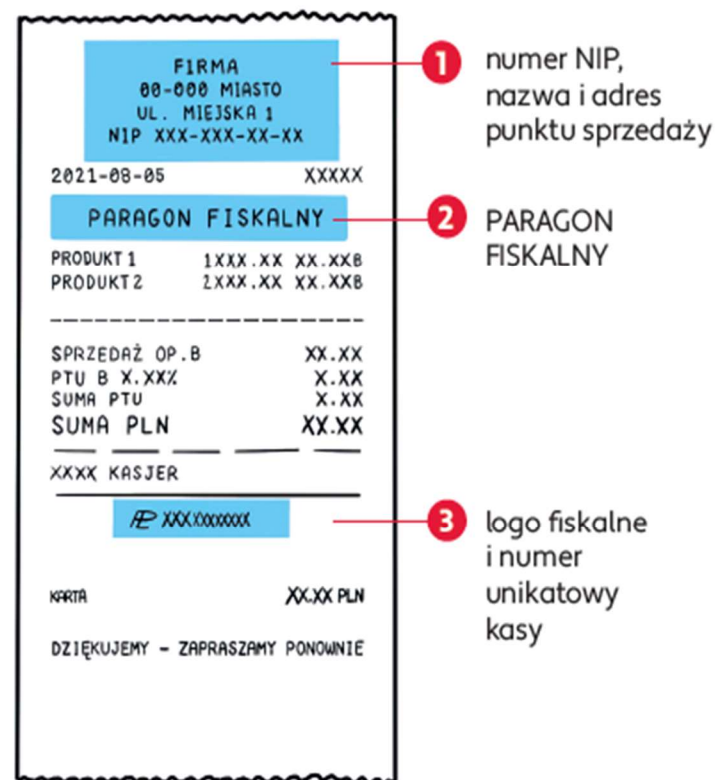 FIRMA
00-000 MIASTO
UL. MIEJSKA 1
NIP XXX-XXX-XX-XX
1 numer NIP,
nazwa i adres
punktu sprzedaży
2021-08-05 XXXXX
PARAGON FISKALNY
2 PARAGON
FISKALNY
PRODUKT 1 1XXX.XX XX.XXB
PRODUKT 2 2XXX.XX XX.XXB
SPRZEDAŻ OP.B XX.XX
PTU B X.XX% X.XX
SUMA PTU X.XX
SUMA PLN XX.XX
XXXX KASJER
XXX XXXXXXXX
3 logo fiskalne
i numer
unikatowy
kasy
KARTA XX.XX PLN
DZIĘKUJEMY – ZAPRASZAMY PONOWNIE